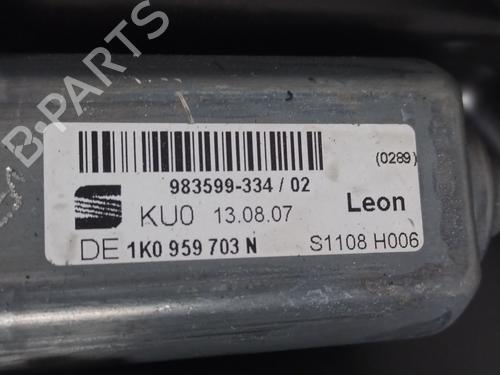 B-PARTS
(0289)
983599-334 / 02
KU0 13.08.07
Leon
DE 1K0 959 703 N
S1108 H006